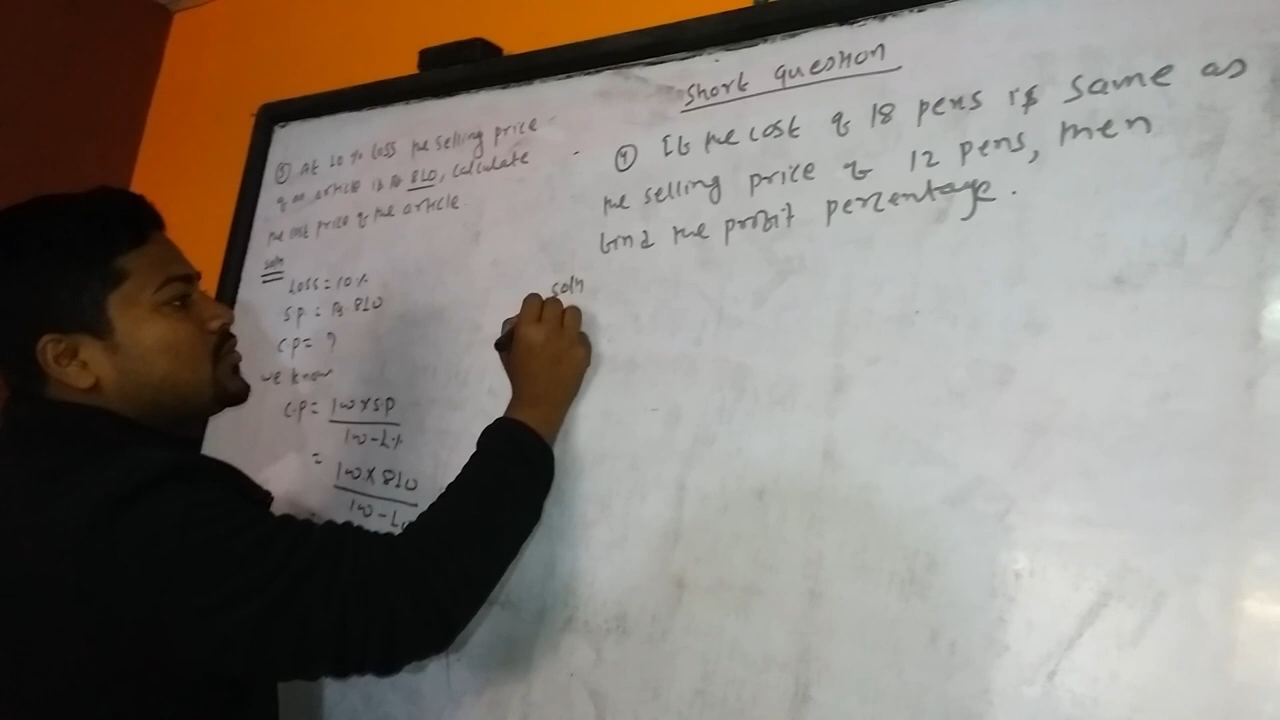 ③ At 10 % loss the selling price
of an article is Rs 810, calculate
the cost price of the article.
soln
Loss = 10%
SP = Rs 810
CP = ?
we know
C.P = 100 x S.P
100 - L%
=
100 x 810
100 - L
Short Question
④ If the cost of 18 pens is same as
the selling price of 12 pens, then
find the profit percentage.
soln